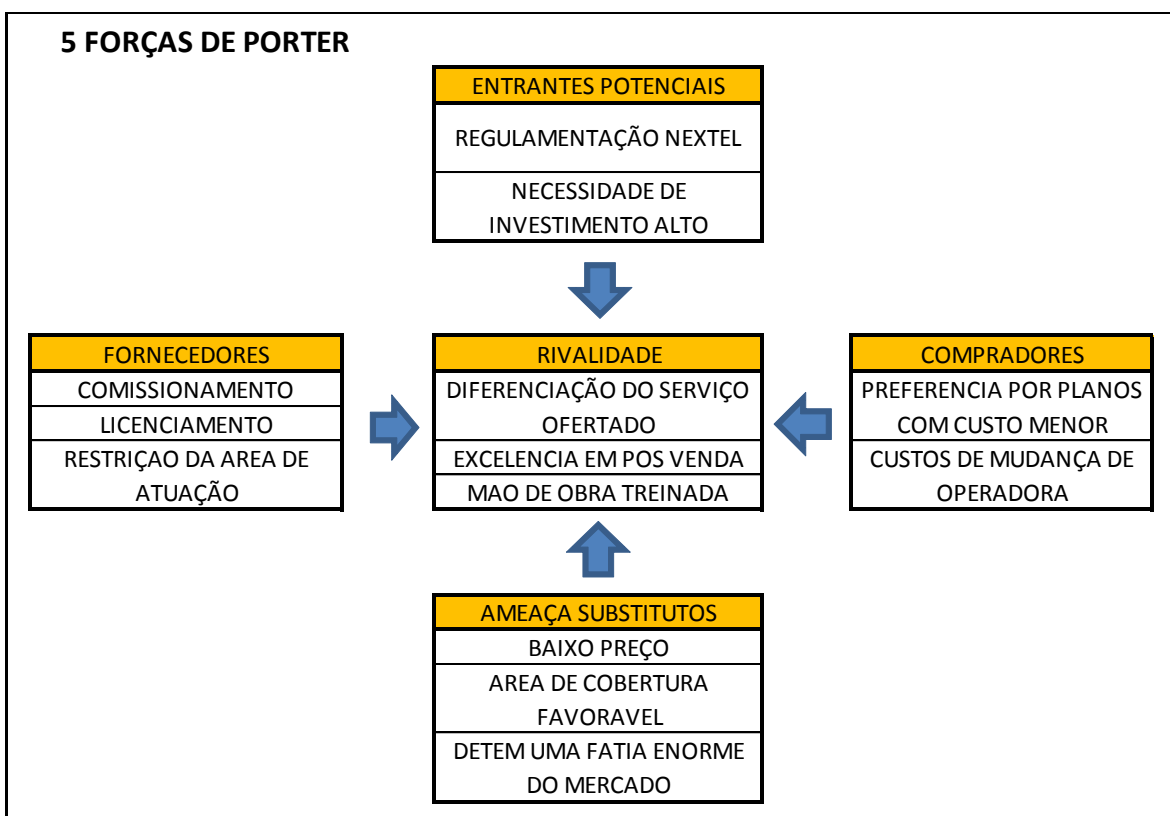 5 FORÇAS DE PORTER
ENTRANTES POTENCIAIS
REGULAMENTAÇÃO NEXTEL
NECESSIDADE DE
INVESTIMENTO ALTO
FORNECEDORES
COMISSIONAMENTO
LICENCIAMENTO
RESTRIÇAO DA AREA DE
ATUAÇÃO
RIVALIDADE
DIFERENCIAÇÃO DO SERVIÇO
OFERTADO
EXCELENCIA EM POS VENDA
MAO DE OBRA TREINADA
COMPRADORES
PREFERENCIA POR PLANOS
COM CUSTO MENOR
CUSTOS DE MUDANÇA DE
OPERADORA
AMEAÇA SUBSTITUTOS
BAIXO PREÇO
AREA DE COBERTURA
FAVORAVEL
DETEM UMA FATIA ENORME
DO MERCADO